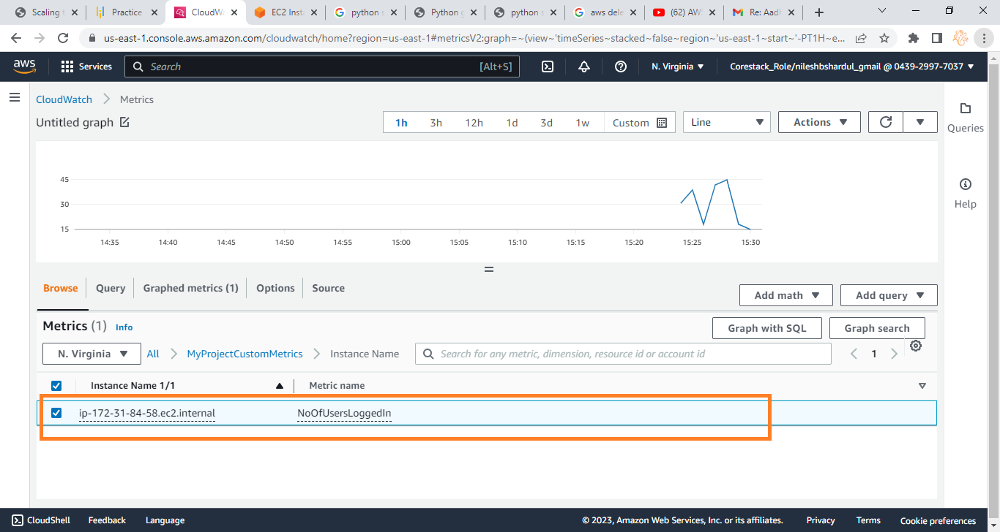 Scaling t
Practice
CloudW
EC2 Inst
python s
Python g
python s
aws dele
(62) AW
Re: Aadh
us-east-1.console.aws.amazon.com/cloudwatch/home?region=us-east-1#metricsV2:graph=~(view~'timeSeries~stacked~false~region~'us-east-1~start~'-PT1H~e...
aws
Services
Search
[Alt+S]
N. Virginia
Corestack_Role/nileshbshardul_gmail @ 0439-2997-7037
CloudWatch
Metrics
Untitled graph
1h
3h
12h
1d
3d
1w
Custom
Line
Actions
Queries
Help
45
30
15
14:35
14:40
14:45
14:50
14:55
15:00
15:05
15:10
15:15
15:20
15:25
15:30
Browse
Query
Graphed metrics (1)
Options
Source
Add math
Add query
Metrics (1)
Info
Graph with SQL
Graph search
N. Virginia
All
MyProjectCustomMetrics
Instance Name
Search for any metric, dimension, resource id or account id
1
Instance Name 1/1
Metric name
ip-172-31-84-58.ec2.internal
NoOfUsersLoggedIn
CloudShell
Feedback
Language
© 2023, Amazon Web Services, Inc. or its affiliates.
Privacy
Terms
Cookie preferences